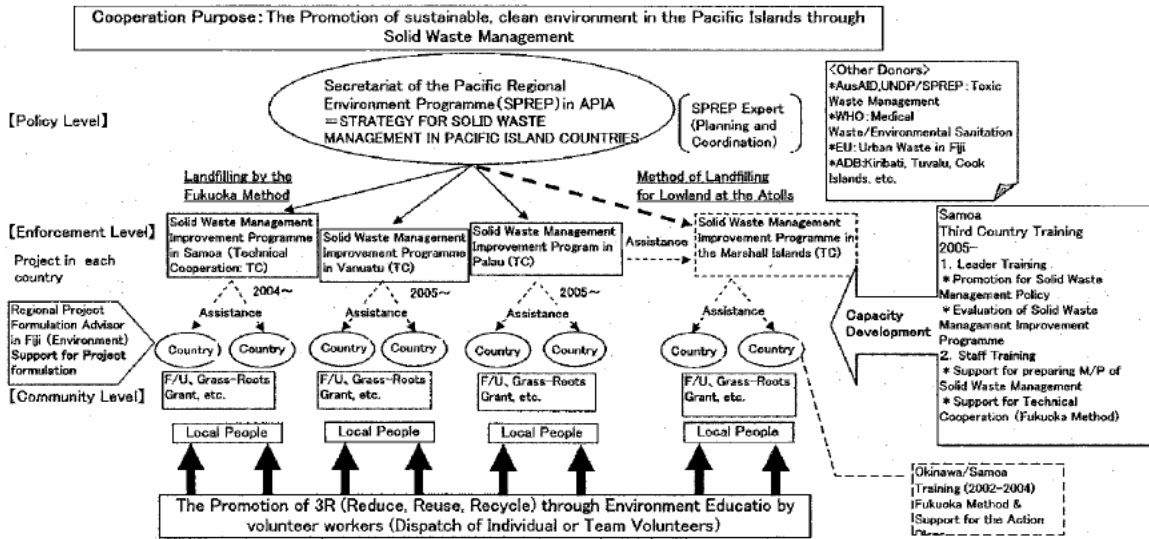 Cooperation Purpose: The Promotion of sustainable, clean environment in the Pacific Islands through
Solid Waste Management
Secretariat of the Pacific Regional
Environment Programme(SPREP) in APIA
=STRATEGY FOR SOLID WASTE
MANAGEMENT IN PACIFIC ISLAND COUNTRIES
SPREP Expert
(Planning and
Coordination)
<Other Donors>
*AusAID,UNDP/SPREP: Toxic
Waste Management
*WHO: Medical
Waste/Environmental Sanitation
*EU: Urban Waste in Fiji
*ADB:Kiribati, Tuvalu, Cook
Islands, etc.
【Policy Level】
Landfilling by the
Fukuoka Method
Method of Landfilling
for Lowland at the Atolls
【Enforcement Level】
Project in each
country
Solid Waste Management
Improvement Programme
in Samoa (Technical
Cooperation: TC)
Solid Waste Management
Improvement Programme
in Vanuatu (TC)
Solid Waste Management
Improvement Program in
Palau (TC)
Assistance
Solid Waste Management
Improvement Programme in
the Marshall Islands (TC)
Samoa
Third Country Training
2005-
1. Leader Training
* Promotion for Solid Waste
Management Policy
* Evaluation of Solid Waste
Management Improvement
Programme
2. Staff Training
* Support for preparing M/P of
Solid Waste Management
* Support for Technical
Cooperation (Fukuoka Method)
Capacity
Development
2004~
2005~
2005~
Assistance
Assistance
Assistance
Assistance
Regional Project
Formulation Advisor
in Fiji (Environment)
Support for Project
formulation
Country
Country
Country
Country
Country
Country
Country
Country
【Community Level】
F/U、Grass-Roots
Grant, etc.
F/U、Grass-Roots
Grant, etc.
F/U、Grass-Roots
Grant, etc.
F/U、Grass-Roots
Grant, etc.
Local People
Local People
Local People
Local People
The Promotion of 3R (Reduce, Reuse, Recycle) through Environment Educatio by
volunteer workers (Dispatch of Individual or Team Volunteers)
Okinawa/Samoa
Training (2002-2004)
Fukuoka Method &
Support for the Action